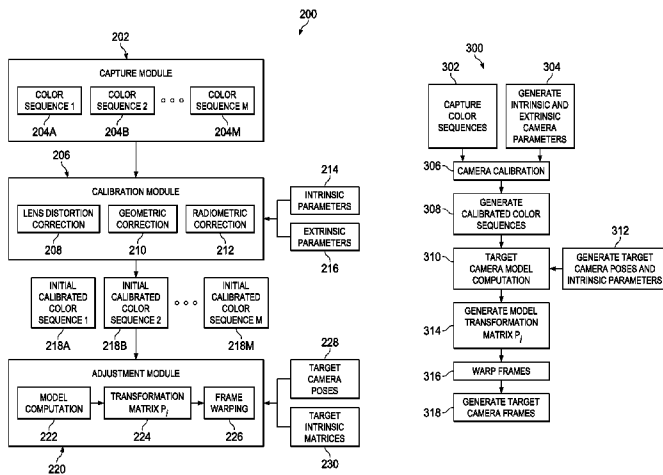 200
202
CAPTURE MODULE
COLOR
SEQUENCE 1
COLOR
SEQUENCE 2
COLOR
SEQUENCE M
204A
204B
204M
206
CALIBRATION MODULE
LENS DISTORTION
CORRECTION
GEOMETRIC
CORRECTION
RADIOMETRIC
CORRECTION
208
210
212
214
INTRINSIC
PARAMETERS
EXTRINSIC
PARAMETERS
216
INITIAL
CALIBRATED
COLOR
SEQUENCE 1
INITIAL
CALIBRATED
COLOR
SEQUENCE 2
INITIAL
CALIBRATED
COLOR
SEQUENCE M
218A
218B
218M
ADJUSTMENT MODULE
MODEL
COMPUTATION
TRANSFORMATION
MATRIX Pj
FRAME
WARPING
222
224
226
220
228
TARGET
CAMERA
POSES
TARGET
INTRINSIC
MATRICES
230
300
302
304
CAPTURE
COLOR
SEQUENCES
GENERATE
INTRINSIC AND
EXTRINSIC
CAMERA
PARAMETERS
306
CAMERA CALIBRATION
308
GENERATE
CALIBRATED COLOR
SEQUENCES
310
TARGET
CAMERA MODEL
COMPUTATION
312
GENERATE TARGET
CAMERA POSES AND
INTRINSIC PARAMETERS
314
GENERATE MODEL
TRANSFORMATION
MATRIX Pj
316
WARP FRAMES
318
GENERATE TARGET
CAMERA FRAMES